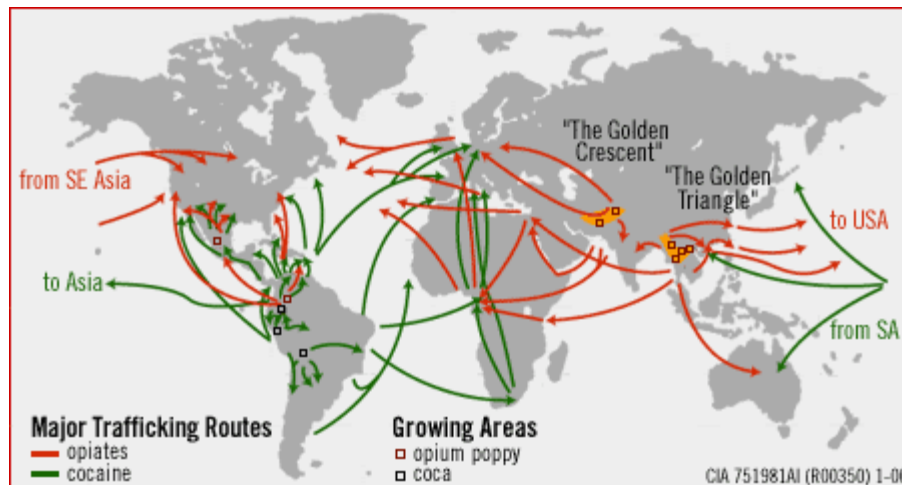 "The Golden
Crescent"
"The Golden
Triangle"
from SE Asia
to USA
to Asia
from SA
Major Trafficking Routes
opiates
cocaine
Growing Areas
opium poppy
coca
CIA 751981AI (R00350) 1-00